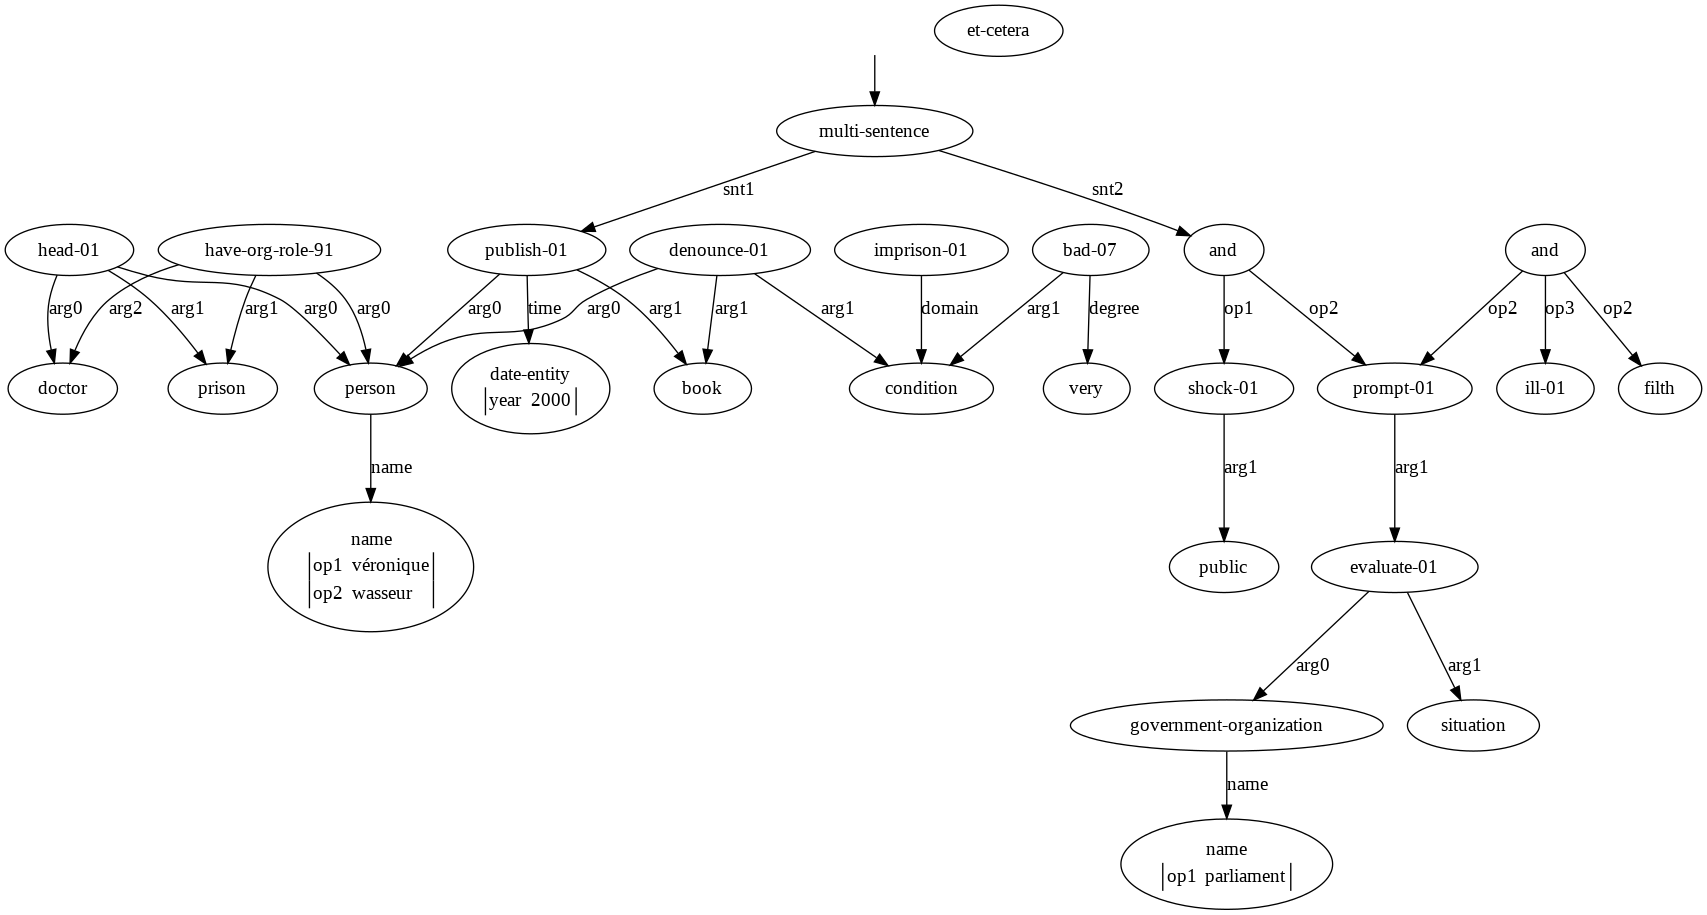 et-cetera
multi-sentence
snt1 snt2
head-01 have-org-role-91 publish-01 denounce-01 imprison-01 bad-07 and and
arg0 arg2 arg1 arg1 arg0 arg0 arg0 time arg0 arg1 arg1 arg1 domain arg1 degree op1 op2 op2 op3 op2
doctor prison person date-entity book condition very shock-01 prompt-01 ill-01 filth
year 2000
name arg1 arg1
name public evaluate-01
op1 véronique
op2 wasseur
arg0 arg1
government-organization situation
name
name
op1 parliament